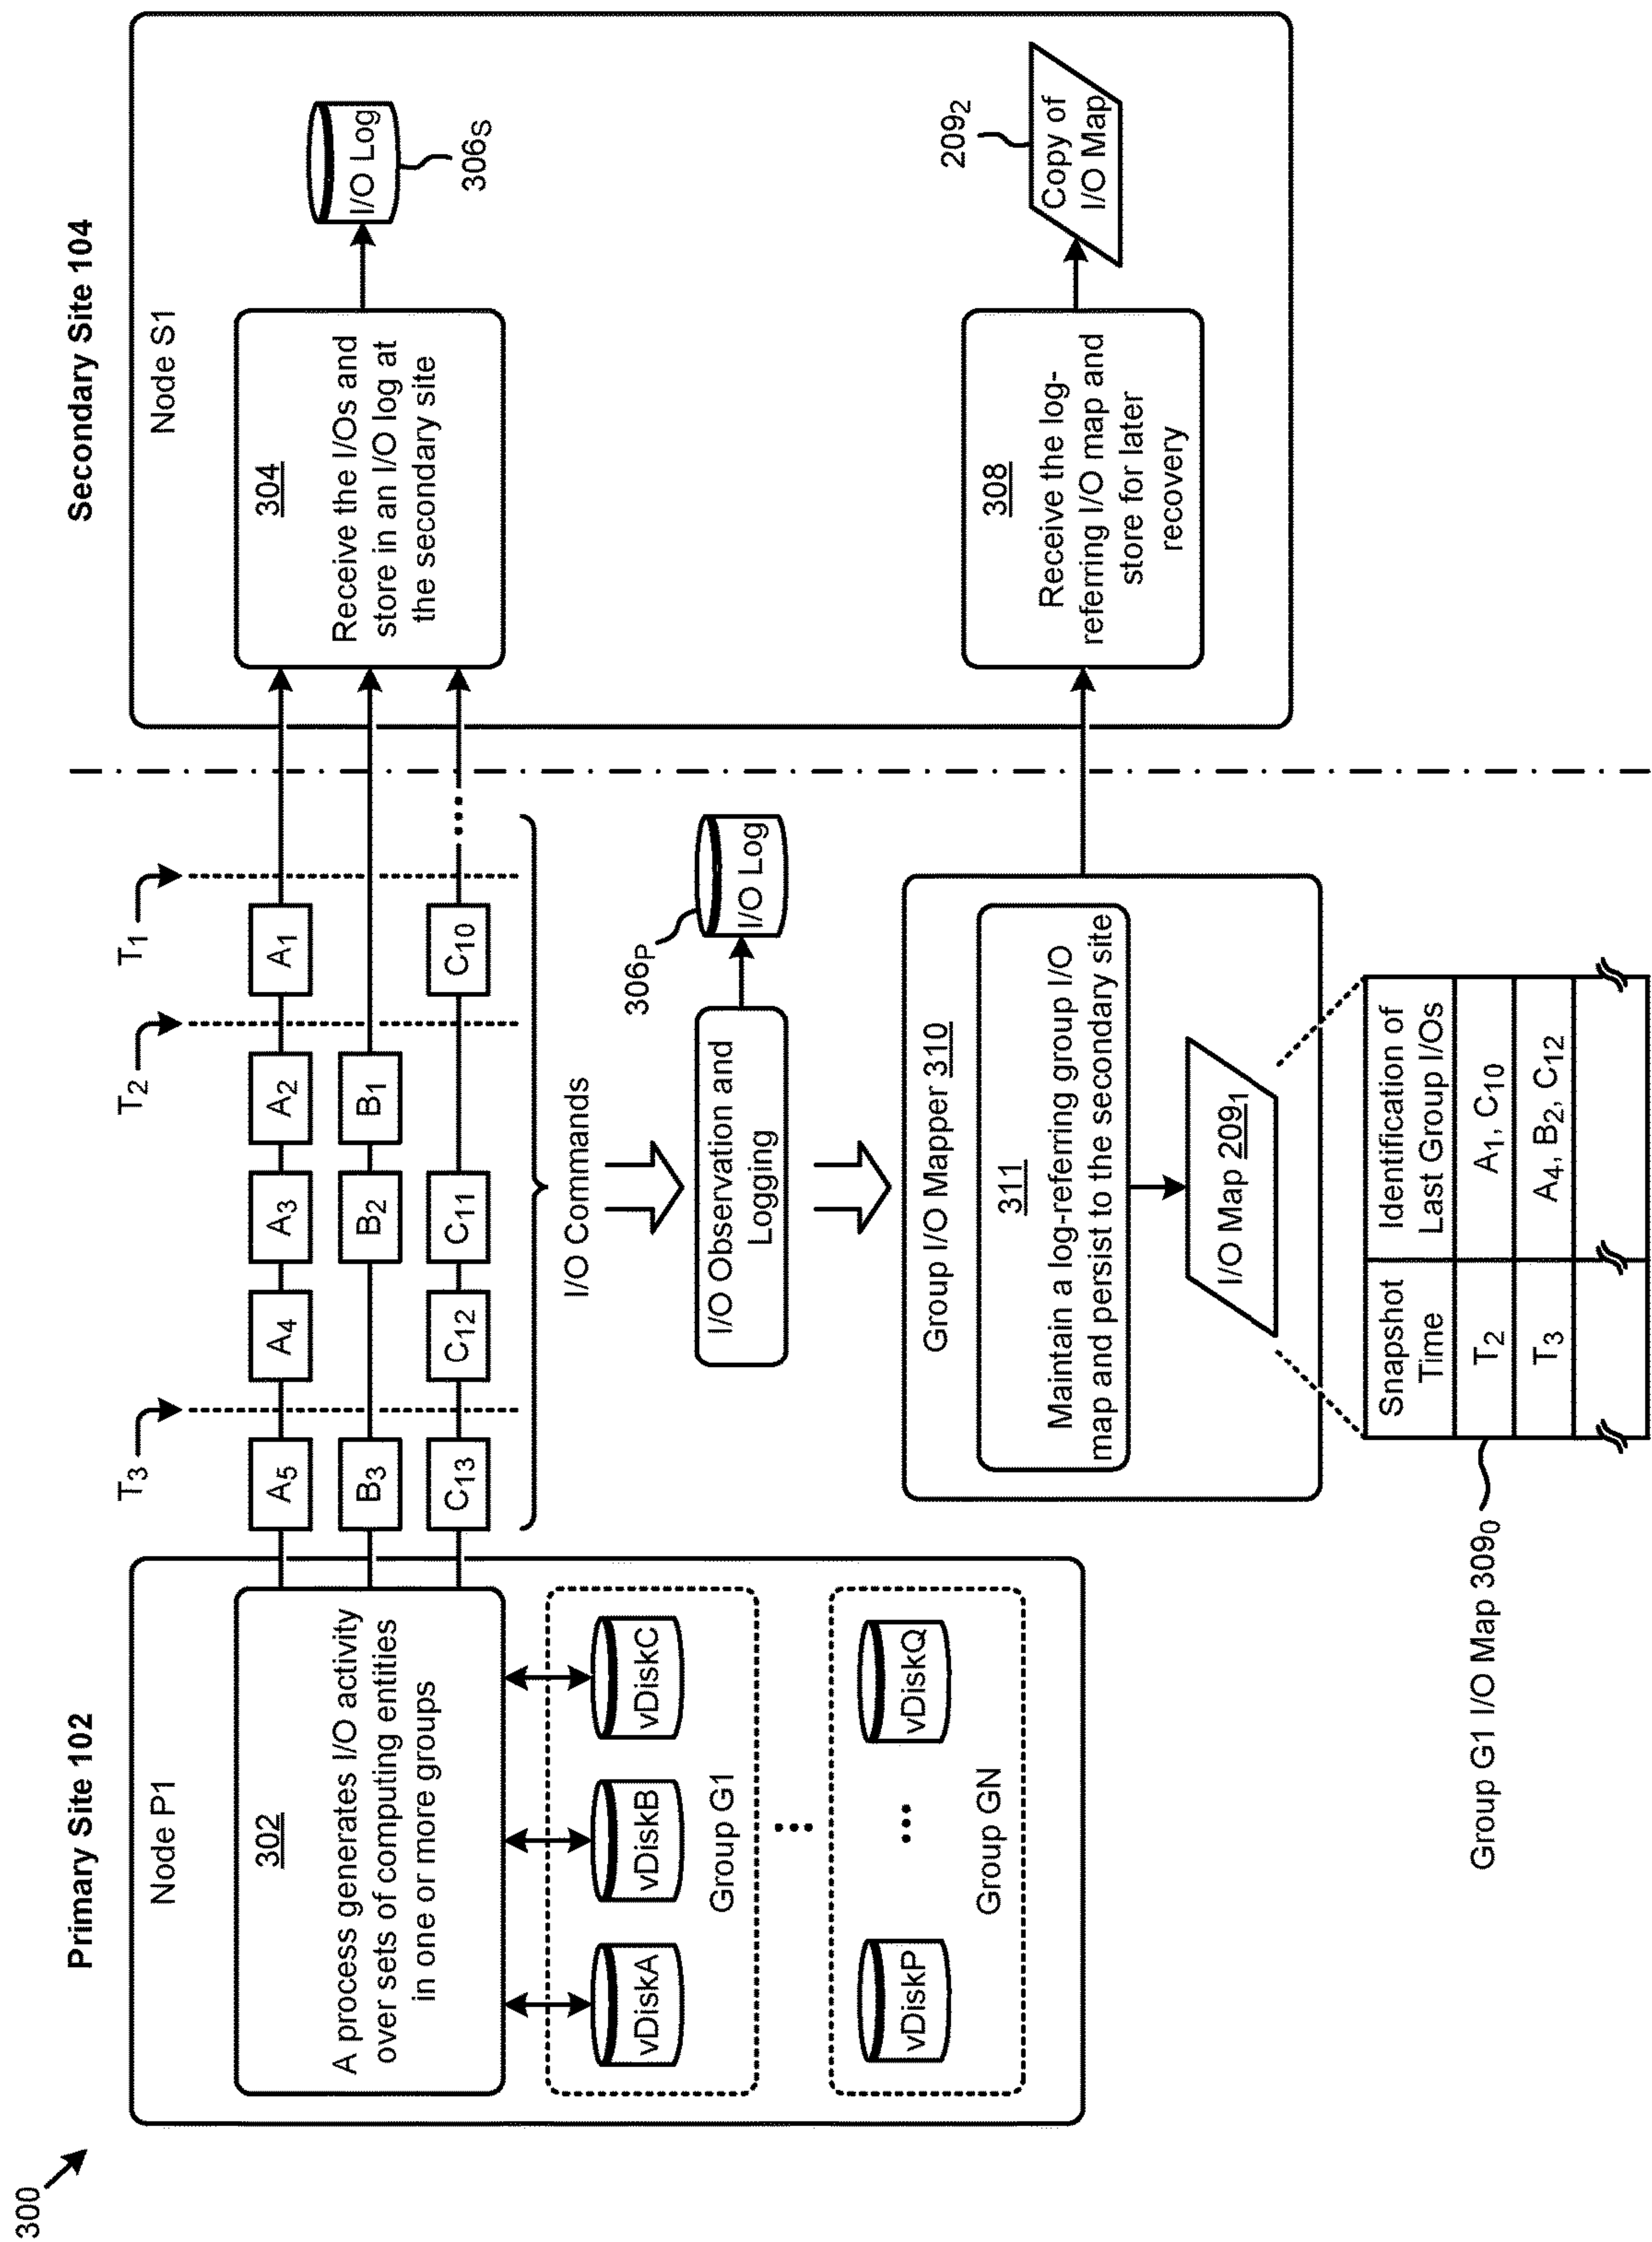 300
Primary Site 102
Secondary Site 104
Node P1
302
A process generates I/O activity
over sets of computing entities
in one or more groups
vDiskA
vDiskB
vDiskC
Group G1
...
vDiskP
...
vDiskQ
Group GN
T3
T2
T1
A5
A4
A3
A2
A1
B3
B2
B1
C13
C12
C11
C10
...
I/O Commands
I/O Observation and
Logging
306P
I/O Log
Group I/O Mapper 310
311
Maintain a log-referring group I/O
map and persist to the secondary site
I/O Map 2091
Group G1 I/O Map 3090
Snapshot
Time
Identification of
Last Group I/Os
T2
A1, C10
T3
A4, B2, C12
Node S1
304
Receive the I/Os and
store in an I/O log at
the secondary site
I/O Log
306S
308
Receive the log-
referring I/O map and
store for later
recovery
2092
Copy of
I/O Map